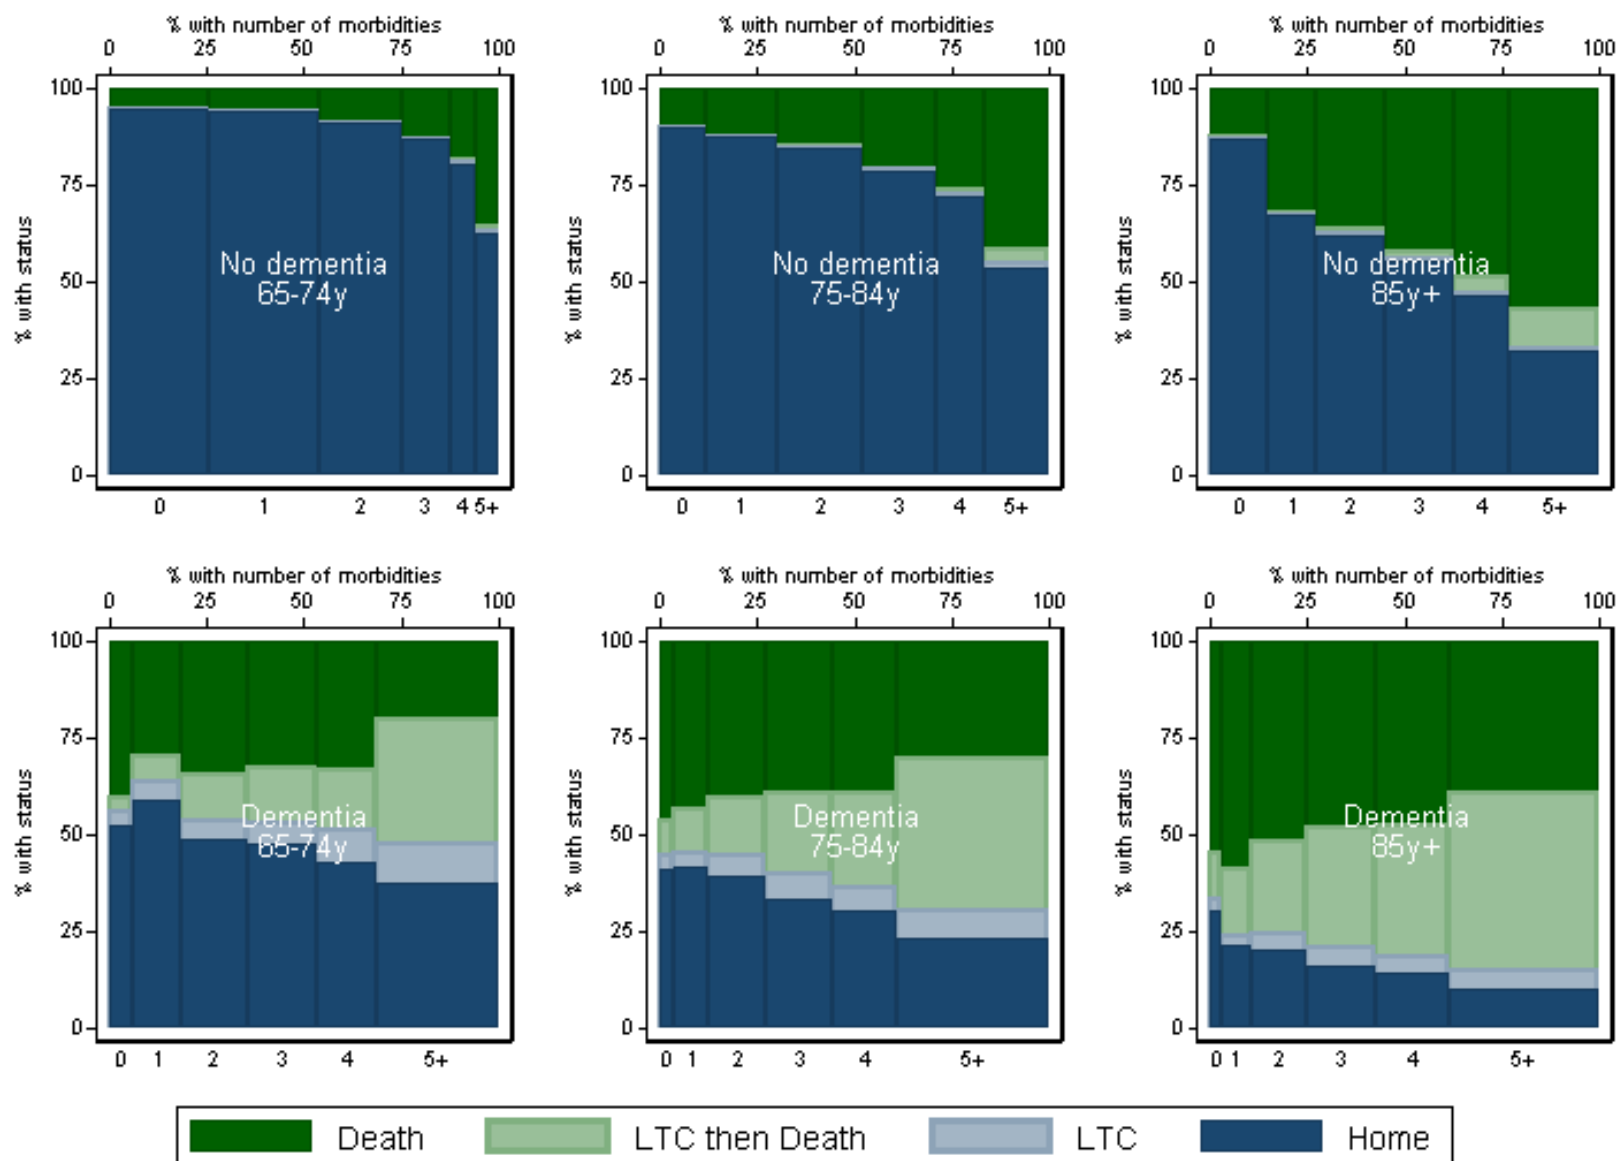 % with number of morbidities % with number of morbidities % with number of morbidities
0 25 50 75 100 0 25 50 75 100 0 25 50 75 100
100 100 100
75 75 75
% with status % with status % with status
No dementia No dementia No dementia
65-74y 75-84y 85y+
50 50 50
25 25 25
0 0 0
0 1 2 3 4 5+ 0 1 2 3 4 5+ 0 1 2 3 4 5+
% with number of morbidities % with number of morbidities % with number of morbidities
0 25 50 75 100 0 25 50 75 100 0 25 50 75 100
100 100 100
75 75 75
% with status % with status % with status
Dementia Dementia Dementia
65-74y 75-84y 85y+
50 50 50
25 25 25
0 0 0
0 1 2 3 4 5+ 0 1 2 3 4 5+ 0 1 2 3 4 5+
Death LTC then Death LTC Home